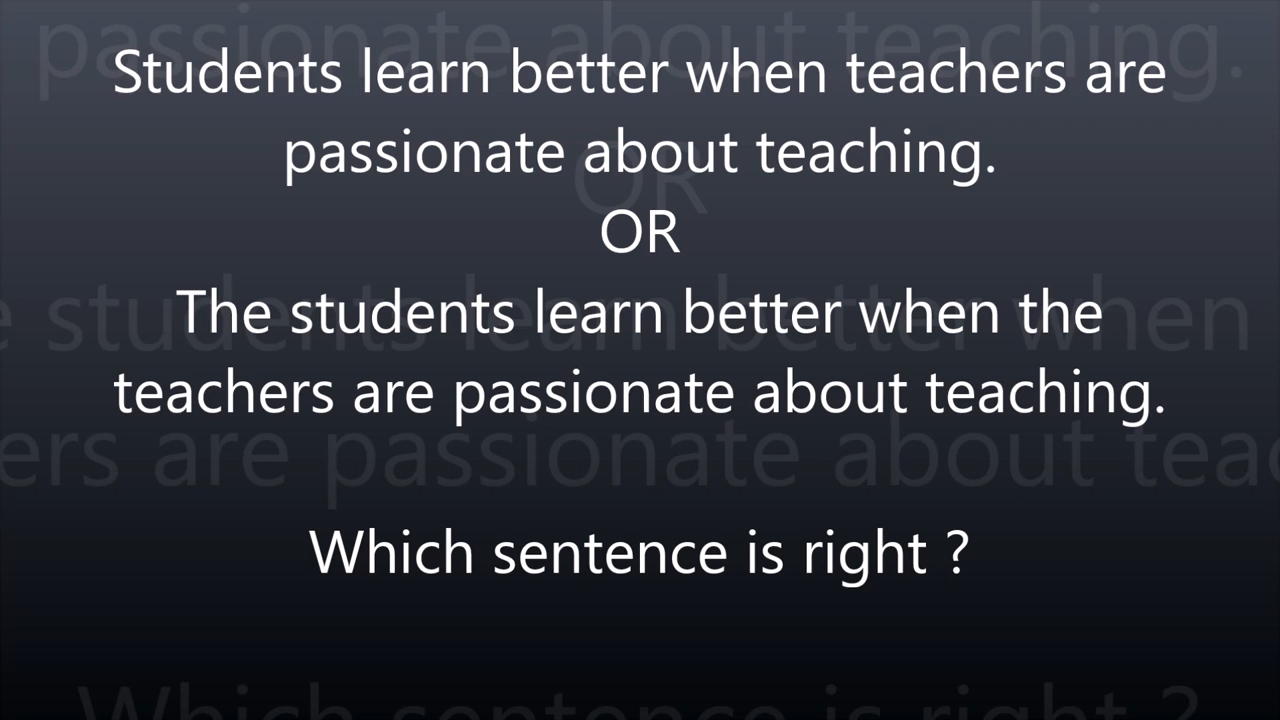 Students learn better when teachers are
passionate about teaching.
OR
The students learn better when the
teachers are passionate about teaching.
Which sentence is right ?